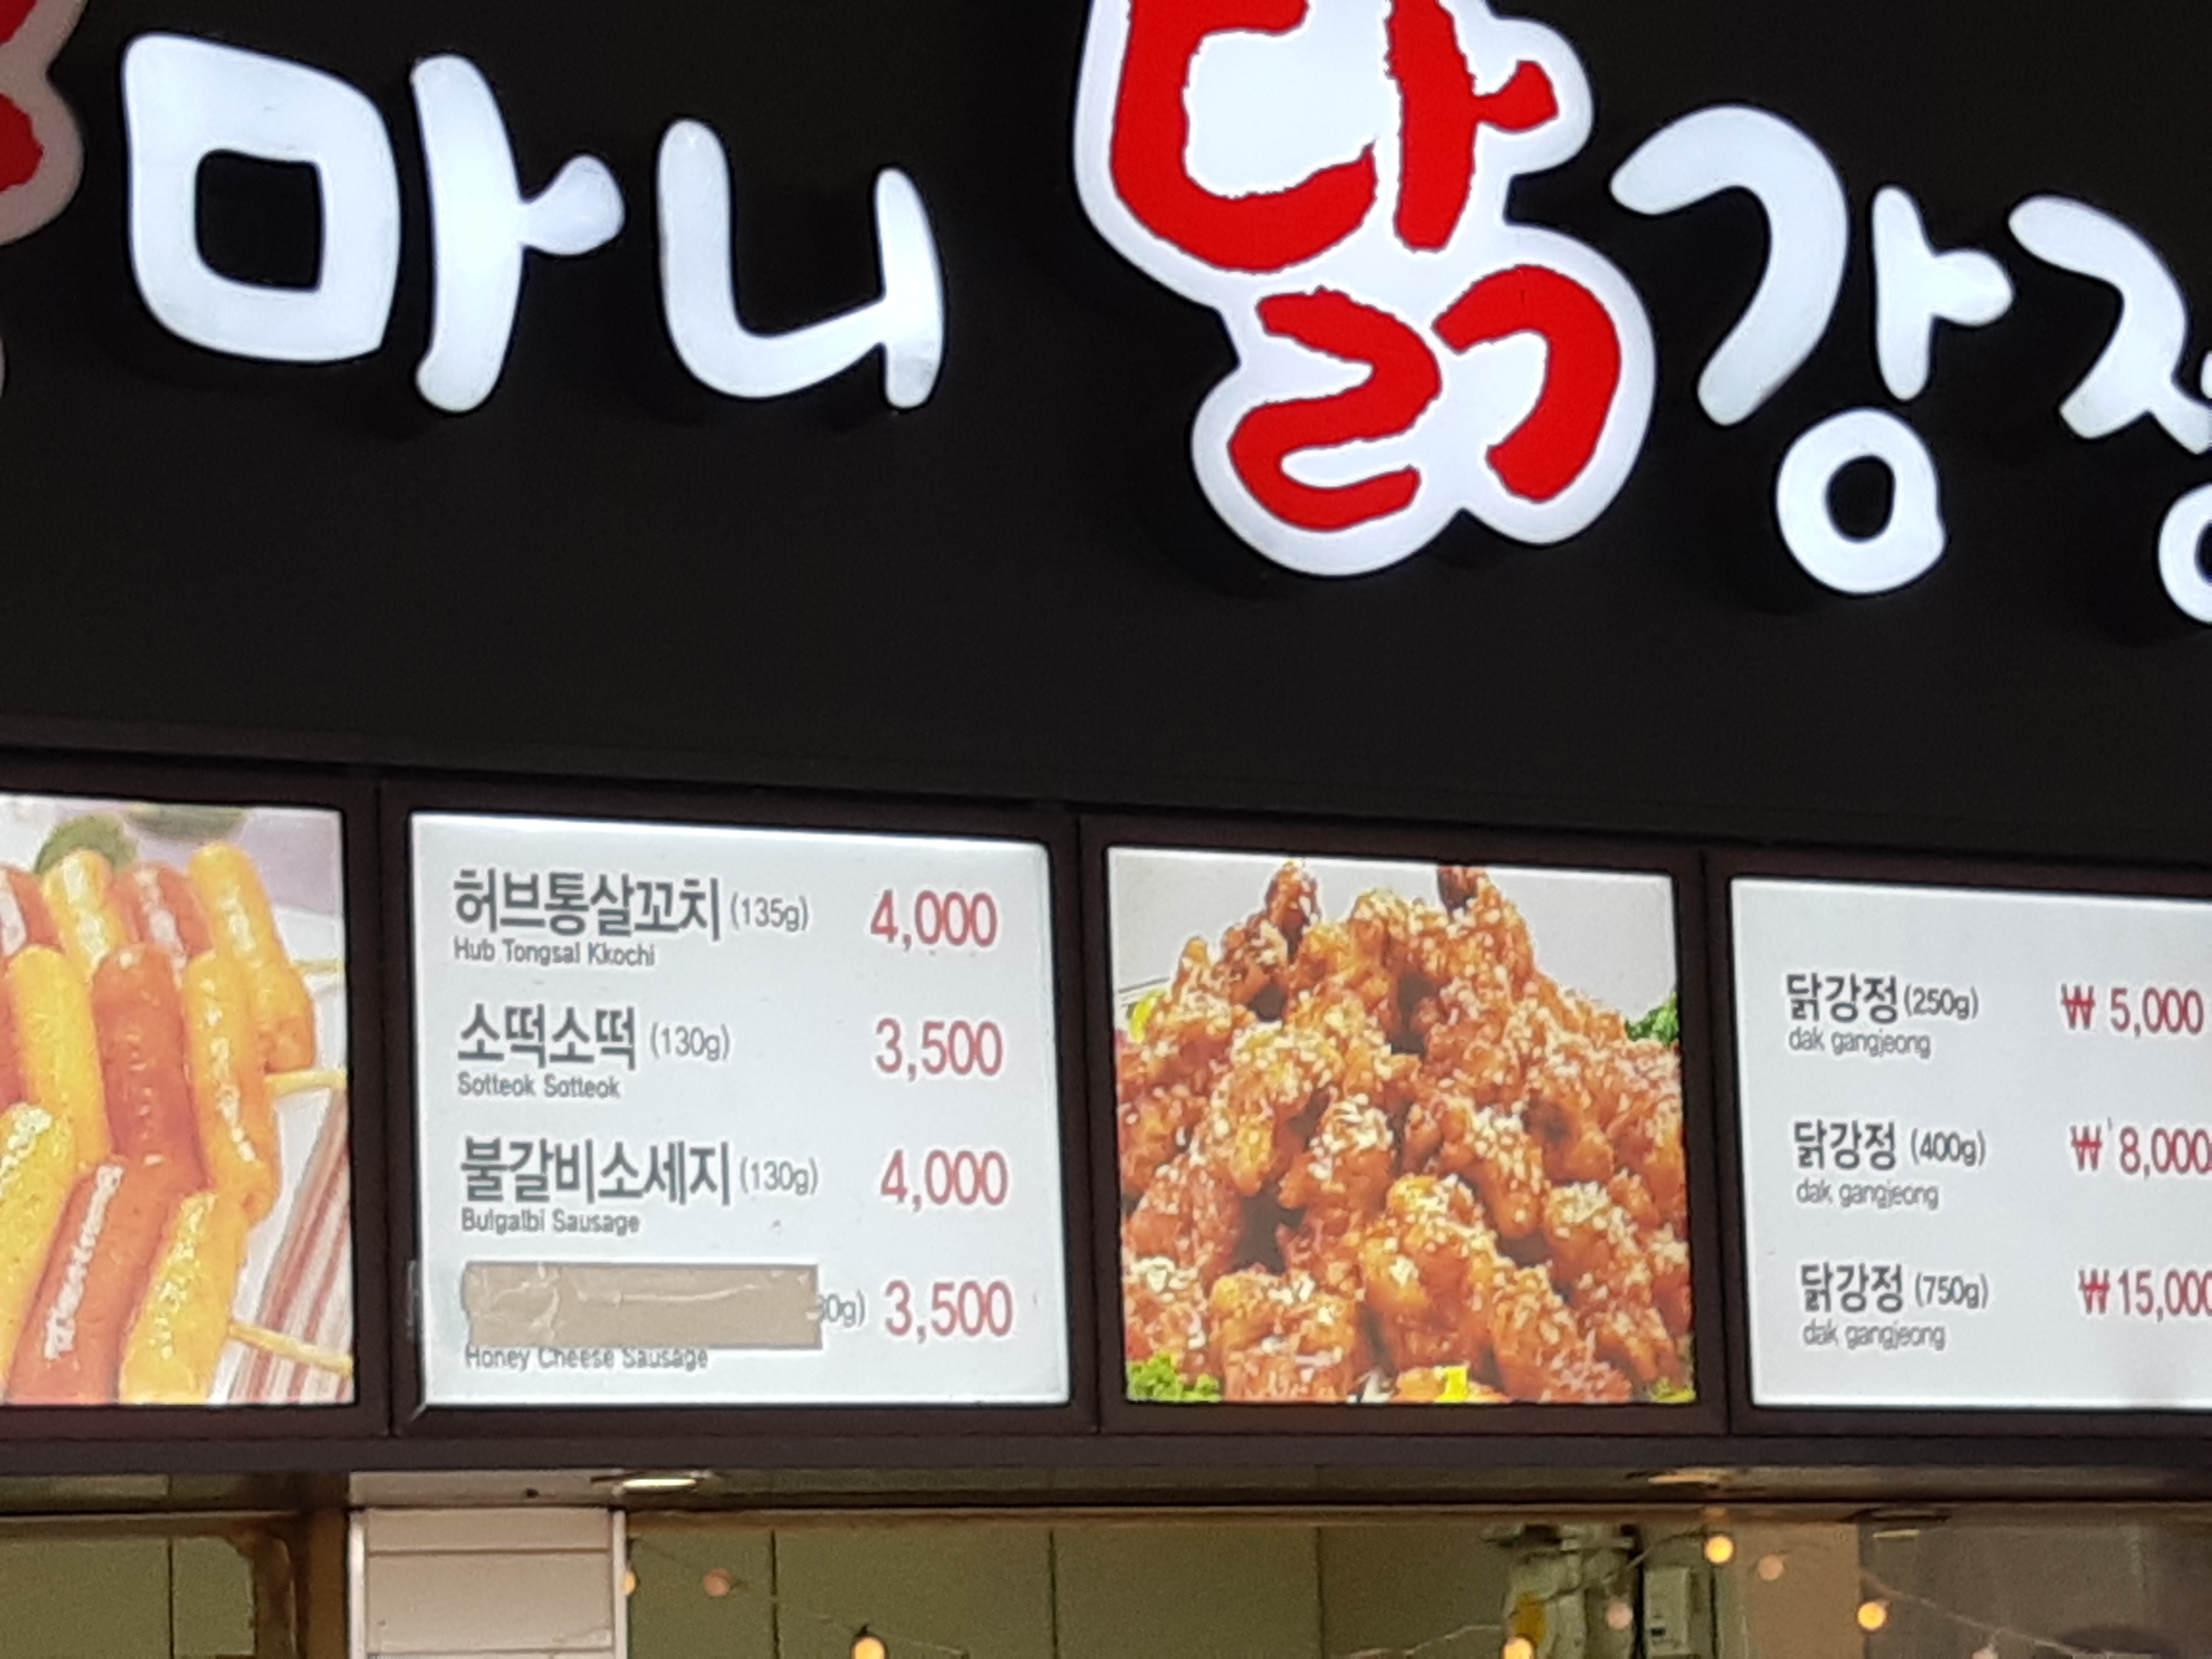 마니 닭강정
허브통살꼬치 (135g) 4,000
Hub Tongsal Kkochi
소떡소떡 (130g) 3,500
Sotteok Sotteok
불갈비소세지 (130g) 4,000
Bulgalbi Sausage
0g) 3,500
Honey Cheese Sausage
닭강정 (250g) ₩ 5,000
dak gangjeong
닭강정 (400g) ₩ 8,000
dak gangjeong
닭강정 (750g) ₩ 15,000
dak gangjeong